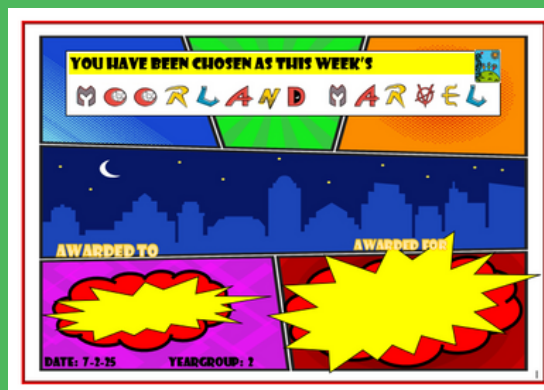 YOU HAVE BEEN CHOSEN AS THIS WEEK'S
MOORLAND MARVEL
AWARDED TO
AWARDED FOR
DATE: 7-2-25
YEARGROUP: 2